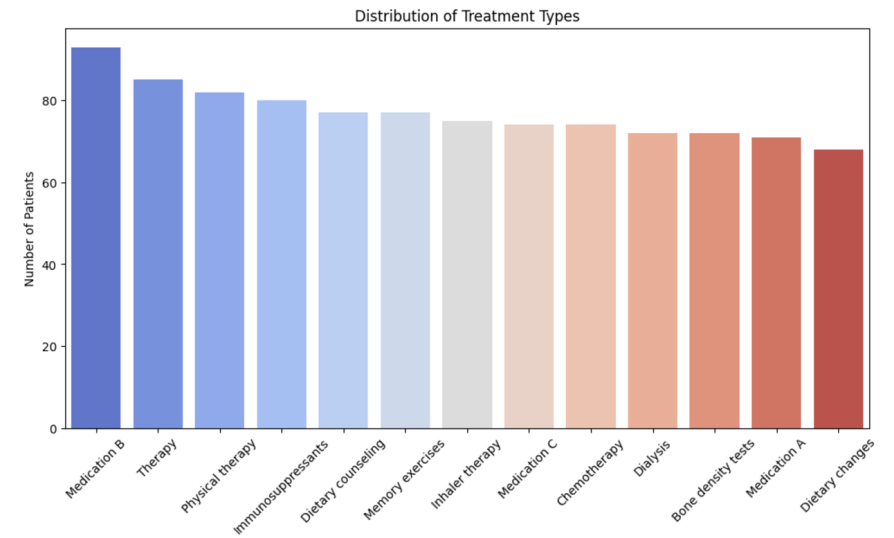 Distribution of Treatment Types
Number of Patients
80
60
40
20
0
Medication B
Therapy
Physical therapy
Immunosuppressants
Dietary counseling
Memory exercises
Inhaler therapy
Medication C
Chemotherapy
Dialysis
Bone density tests
Medication A
Dietary changes